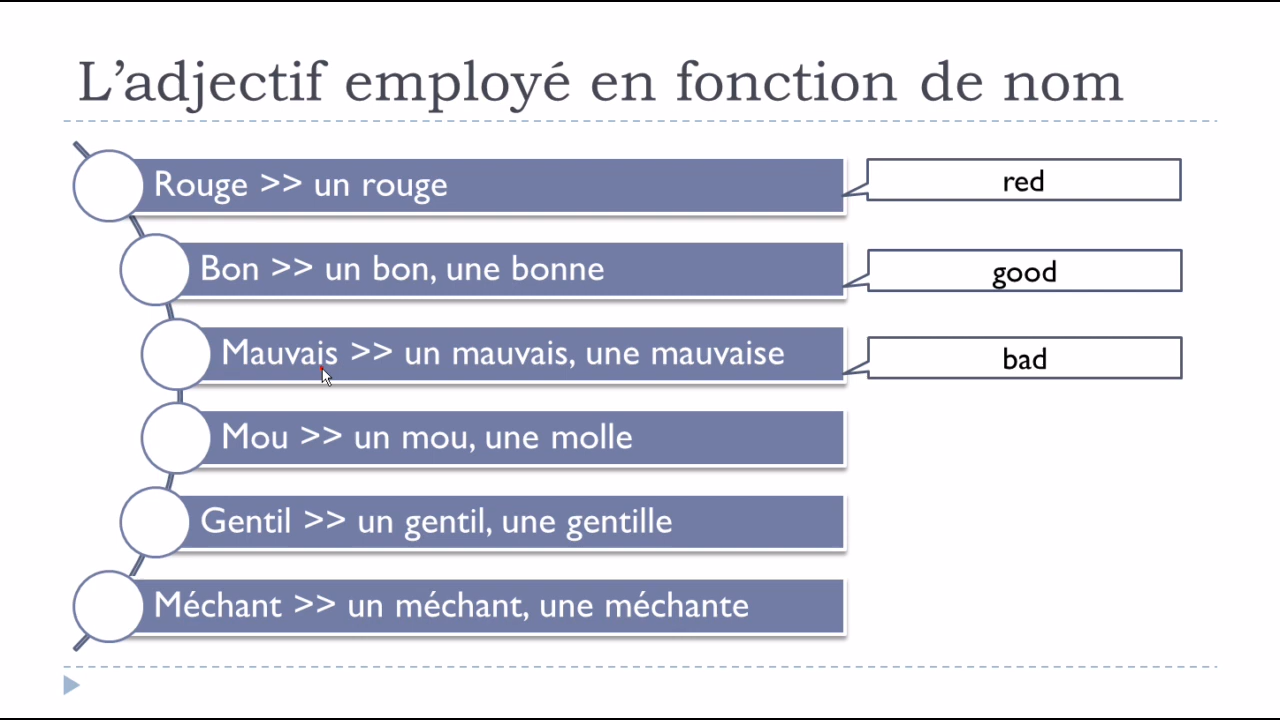 L’adjectif employé en fonction de nom
Rouge >> un rouge
red
Bon >> un bon, une bonne
good
Mauvais >> un mauvais, une mauvaise
bad
Mou >> un mou, une molle
Gentil >> un gentil, une gentille
Méchant >> un méchant, une méchante